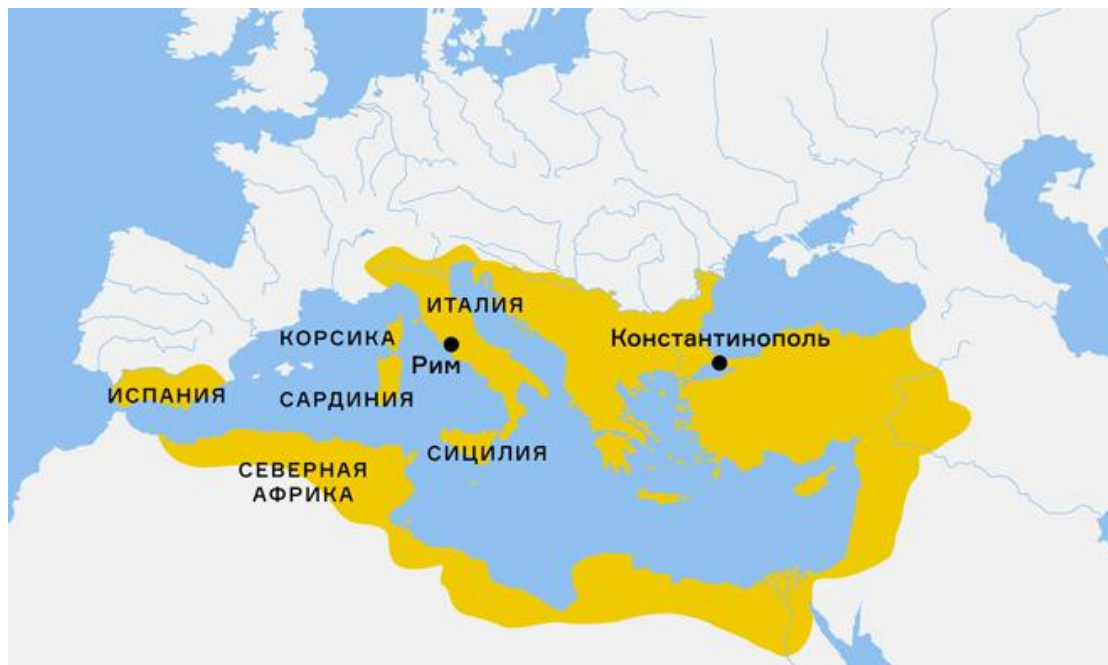 ИТАЛИЯ
КОРСИКА
Константинополь
Рим
ИСПАНИЯ
САРДИНИЯ
СИЦИЛИЯ
СЕВЕРНАЯ
АФРИКА